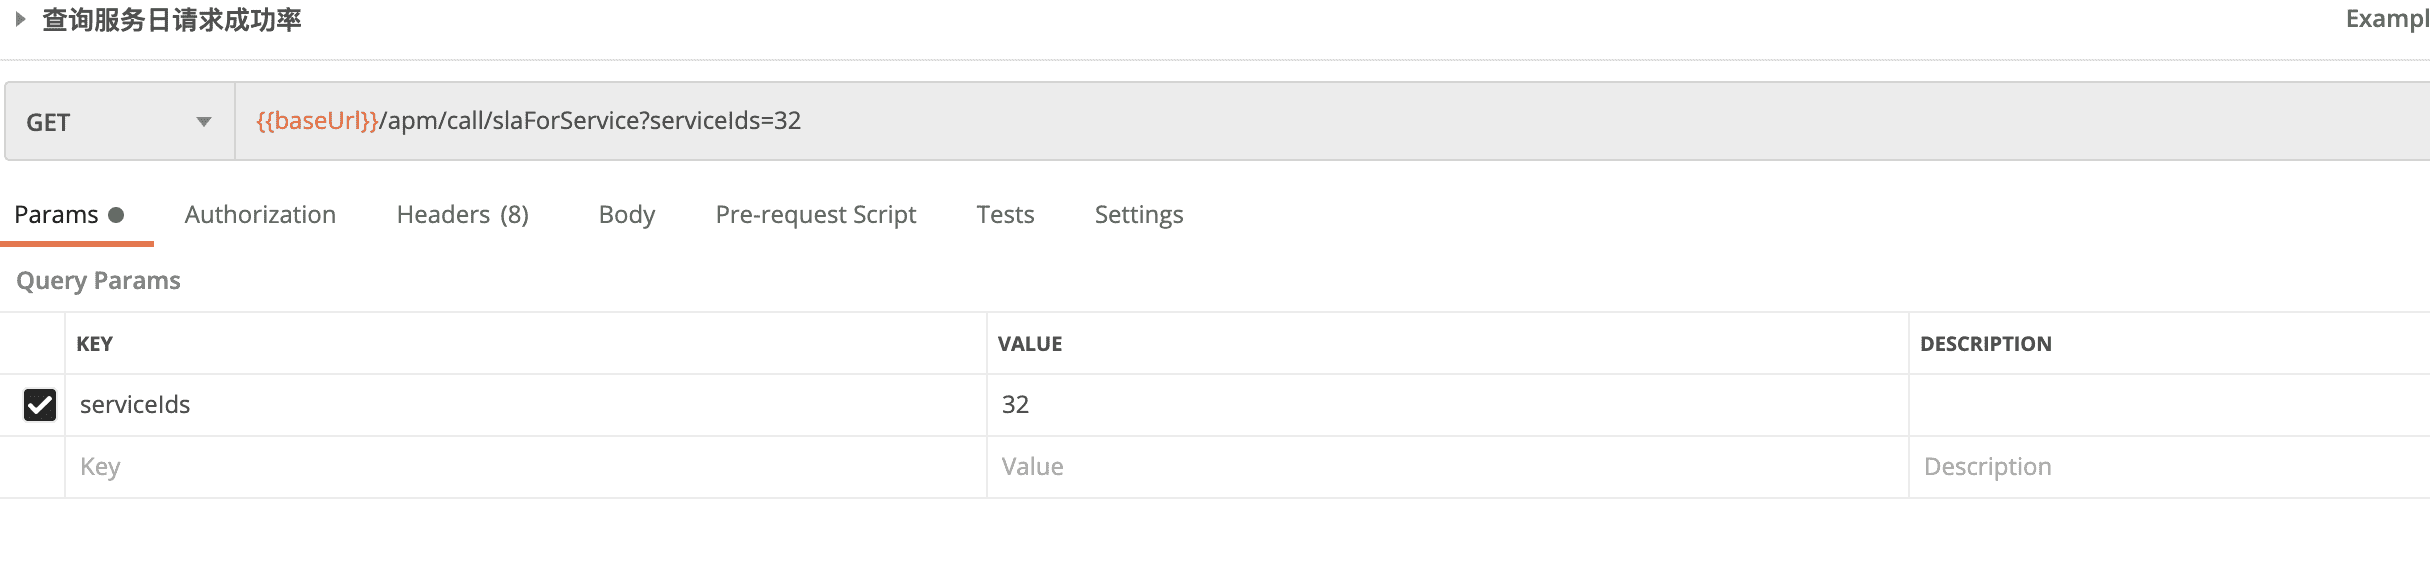 查询服务日请求成功率
Exampl
GET
{{baseUrl}}/apm/call/slaForService?serviceIds=32
Params Authorization Headers (8) Body Pre-request Script Tests Settings
Query Params
KEY VALUE DESCRIPTION
serviceIds 32
Key Value Description